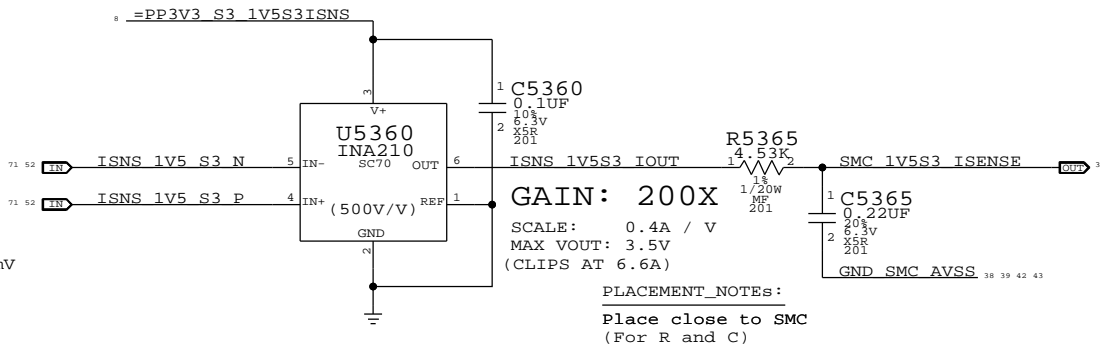 8 =PP3V3_S3_1V5S3ISNS
3
V+
U5360
INA210
SC70
1 C5360
0.1UF
10%
6.3V
X5R
201
2
71 52 IN ISNS_1V5_S3_N 5 IN-
OUT 6 ISNS_1V5S3_IOUT
R5365
1 4.53K 2
1%
1/20W
MF
201
SMC_1V5S3_ISENSE OUT 3
71 52 IN ISNS_1V5_S3_P 4 IN+
(500V/V) REF 1
GND
2
GAIN: 200X
SCALE: 0.4A / V
MAX VOUT: 3.5V
(CLIPS AT 6.6A)
1 C5365
0.22UF
20%
6.3V
X5R
201
2
GND_SMC_AVSS 38 39 42 43
mV
PLACEMENT_NOTEs:
Place close to SMC
(For R and C)